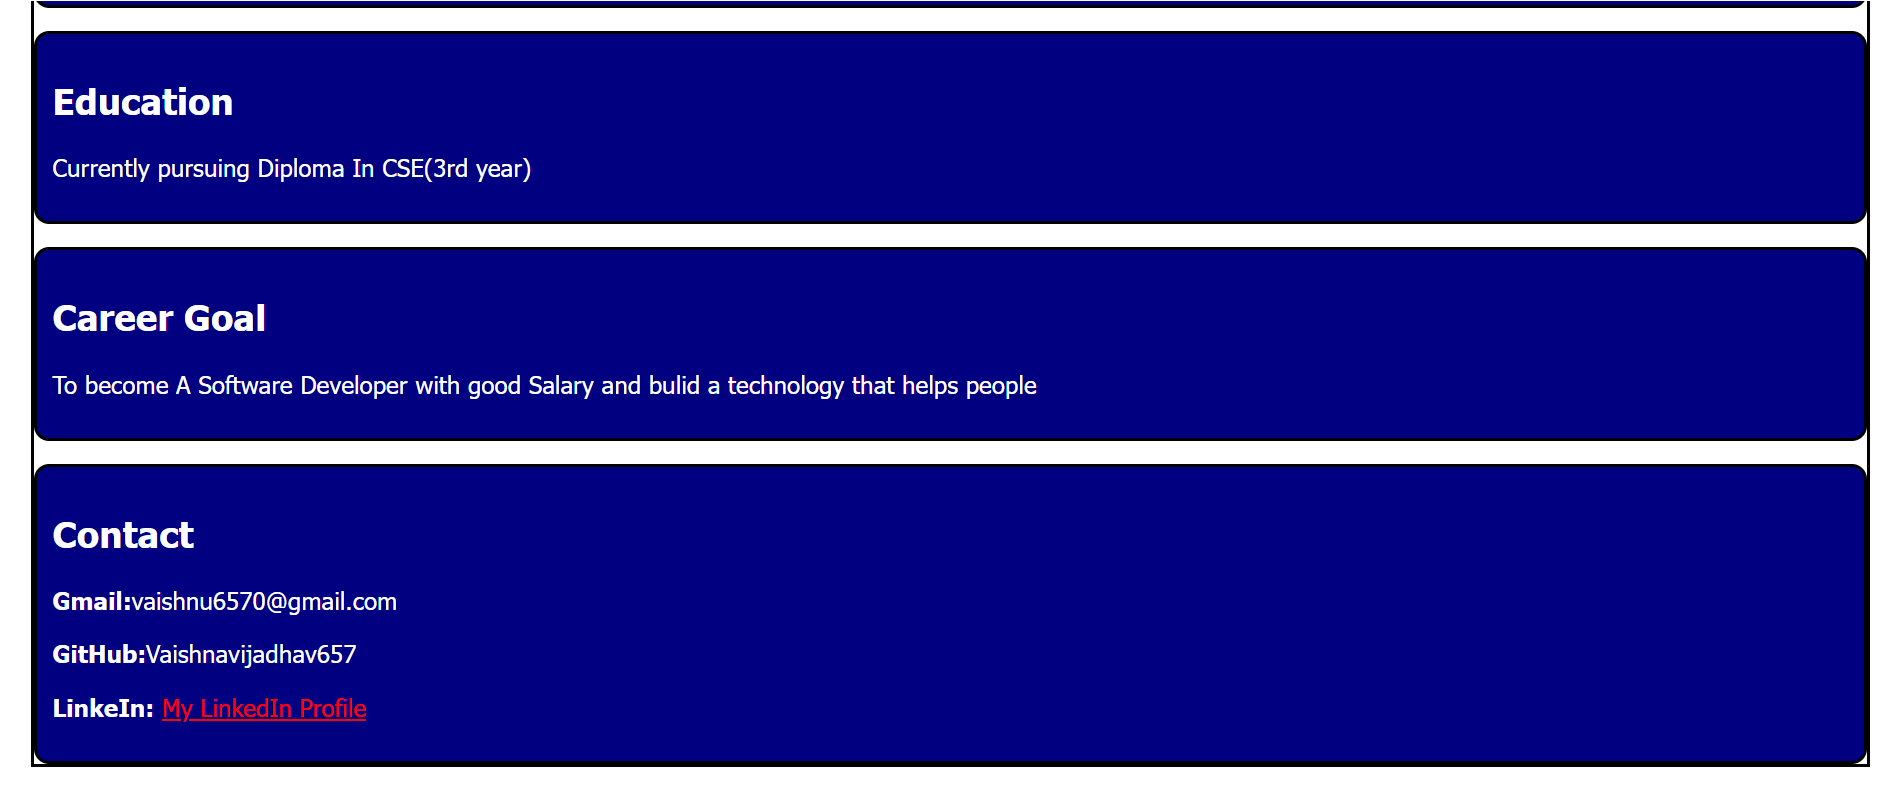 Education
Currently pursuing Diploma In CSE(3rd year)
Career Goal
To become A Software Developer with good Salary and bulid a technology that helps people
Contact
Gmail:vaishnu6570@gmail.com
GitHub:Vaishnavijadhav657
LinkeIn: My LinkedIn Profile